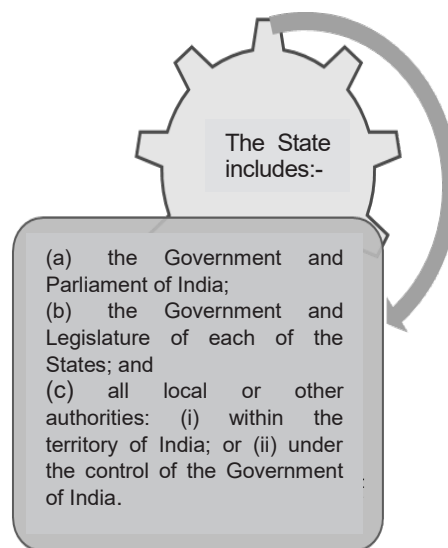 The State
includes:-
(a) the Government and
Parliament of India;
(b) the Government and
Legislature of each of the
States; and
(c) all local or other
authorities: (i) within the
territory of India; or (ii) under
the control of the Government
of India.